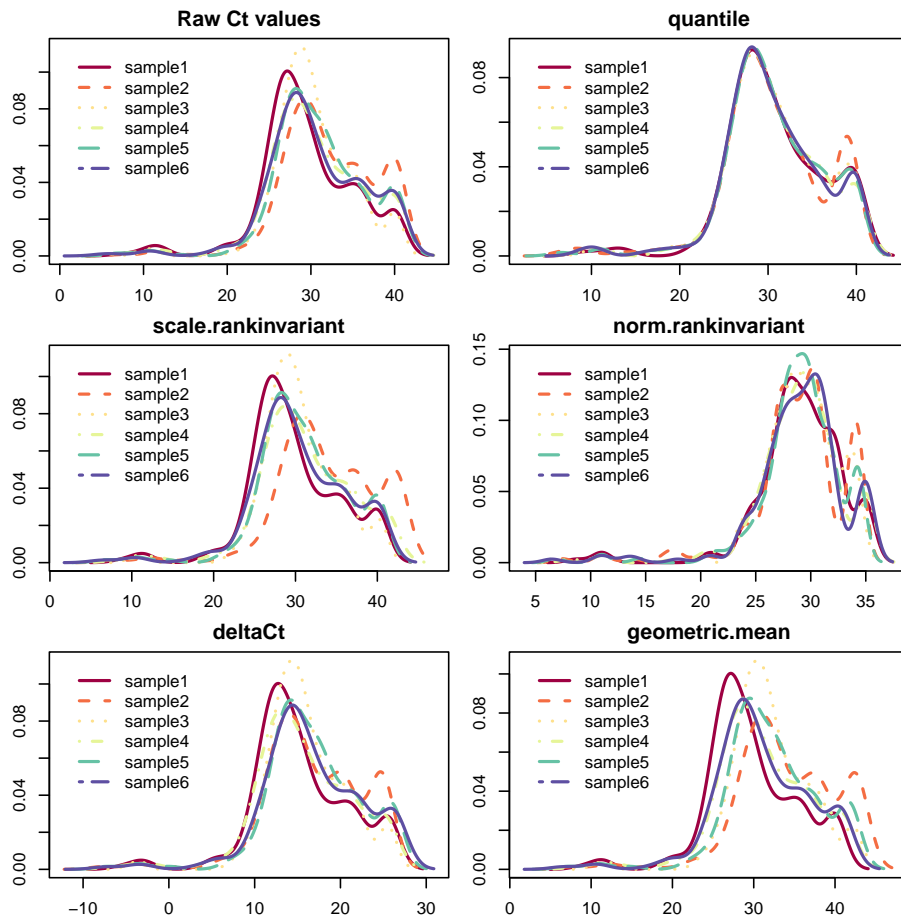 Raw Ct values
sample1
sample2
sample3
sample4
sample5
sample6
0.00
0.04
0.08
0
10
20
30
40
quantile
sample1
sample2
sample3
sample4
sample5
sample6
0.00
0.04
0.08
10
20
30
40
scale.rankinvariant
sample1
sample2
sample3
sample4
sample5
sample6
0.00
0.04
0.08
0
10
20
30
40
norm.rankinvariant
sample1
sample2
sample3
sample4
sample5
sample6
0.00
0.05
0.10
0.15
5
10
15
20
25
30
35
deltaCt
sample1
sample2
sample3
sample4
sample5
sample6
0.00
0.04
0.08
−10
0
10
20
30
geometric.mean
sample1
sample2
sample3
sample4
sample5
sample6
0.00
0.04
0.08
0
10
20
30
40